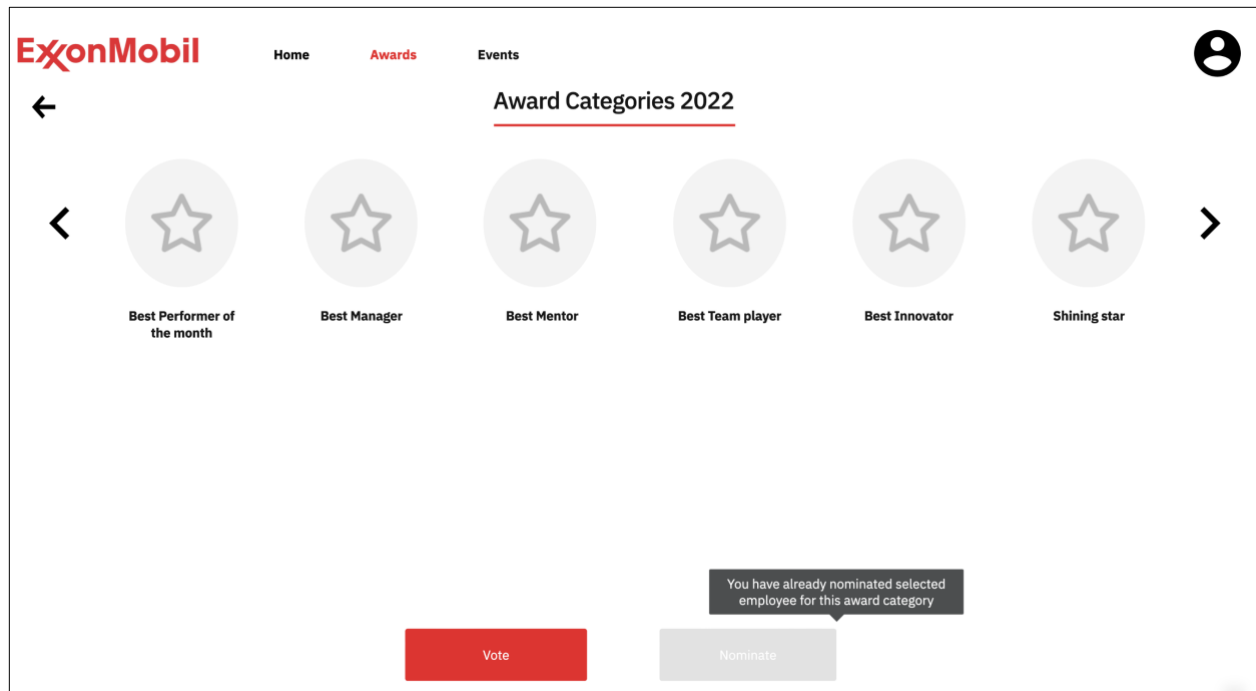 ExxonMobil
Home Awards Events
Award Categories 2022
Best Performer of
the month
Best Manager
Best Mentor
Best Team player
Best Innovator
Shining star
You have already nominated selected
employee for this award category
Vote
Nominate